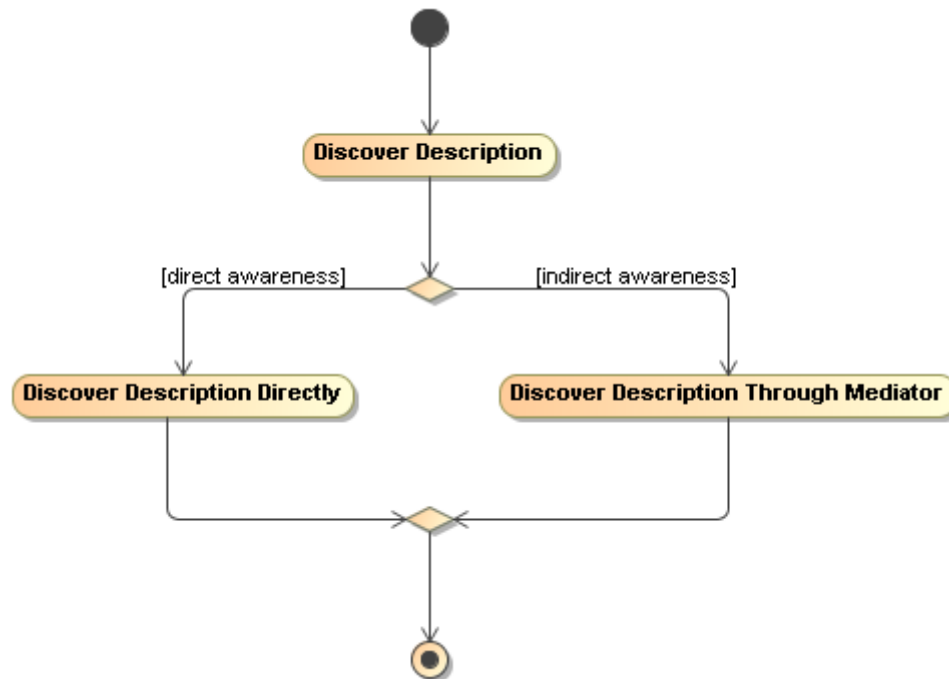 Discover Description
[direct awareness]
[indirect awareness]
Discover Description Directly
Discover Description Through Mediator